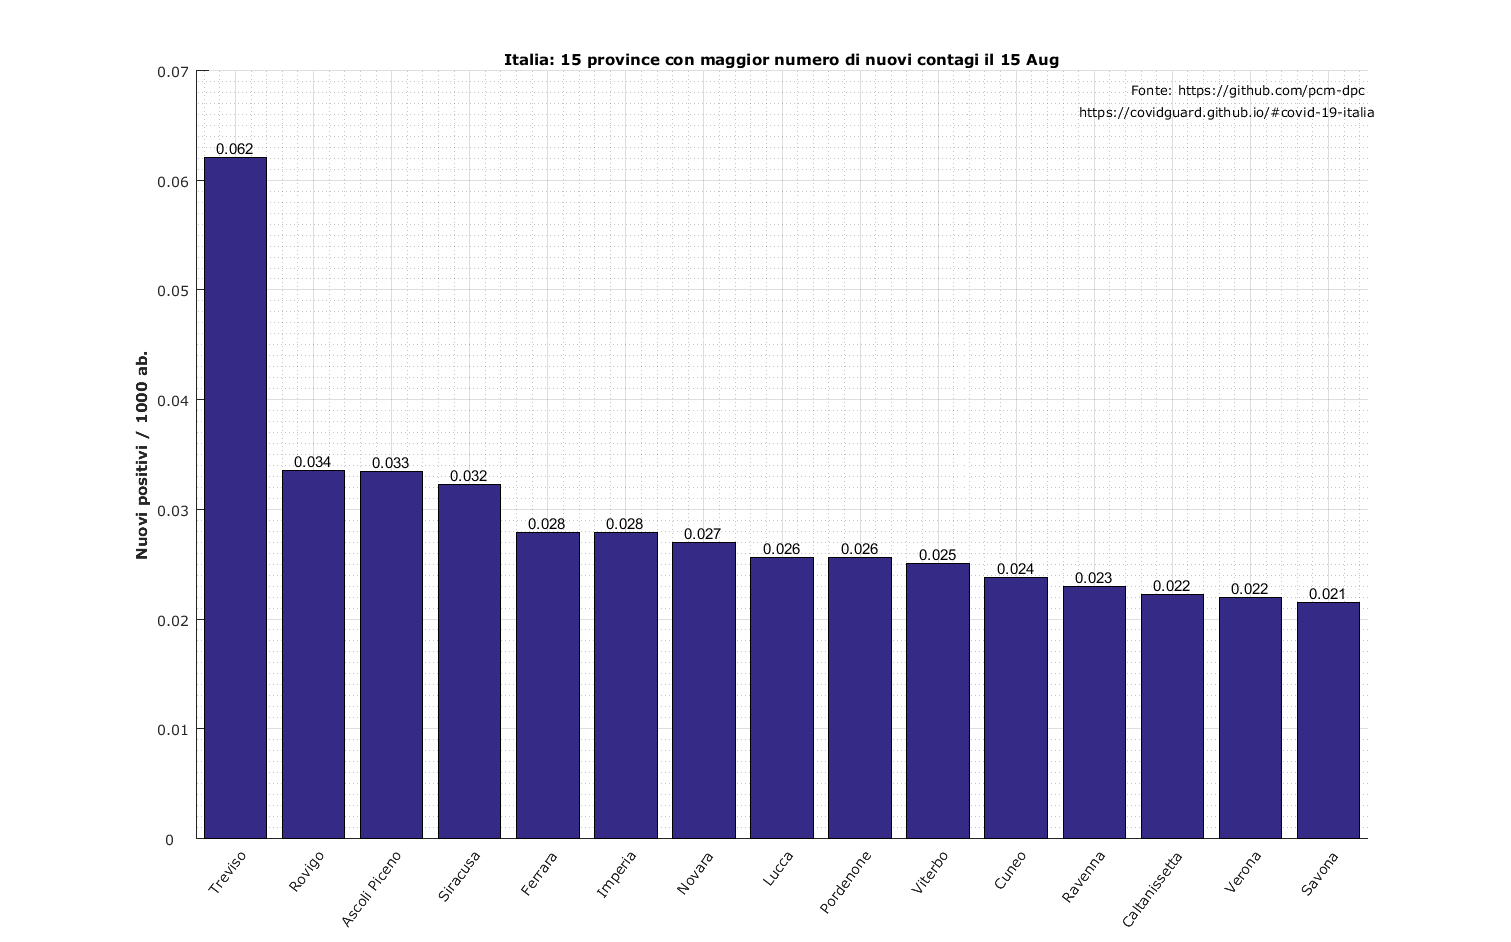 Italia: 15 province con maggior numero di nuovi contagi il 15 Aug
Fonte: https://github.com/pcm-dpc
https://covidguard.github.io/#covid-19-italia
Nuovi positivi / 1000 ab.
0.07
0.06
0.05
0.04
0.03
0.02
0.01
0
0.062
0.034
0.033
0.032
0.028
0.028
0.027
0.026
0.026
0.025
0.024
0.023
0.022
0.022
0.021
Treviso
Rovigo
Ascoli Piceno
Siracusa
Ferrara
Imperia
Novara
Lucca
Pordenone
Viterbo
Cuneo
Ravenna
Caltanissetta
Verona
Savona